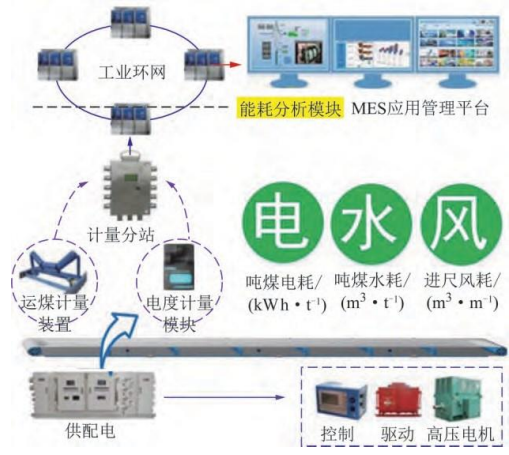 工业环网
能耗分析模块 MES应用管理平台
计量分站
电 水 风
吨煤电耗/ 吨煤水耗/ 进尺风耗/
(kWh·t⁻¹) (m³·t⁻¹) (m³·m⁻¹)
运煤计量
装置
电度计量
模块
供配电
控制 驱动 高压电机